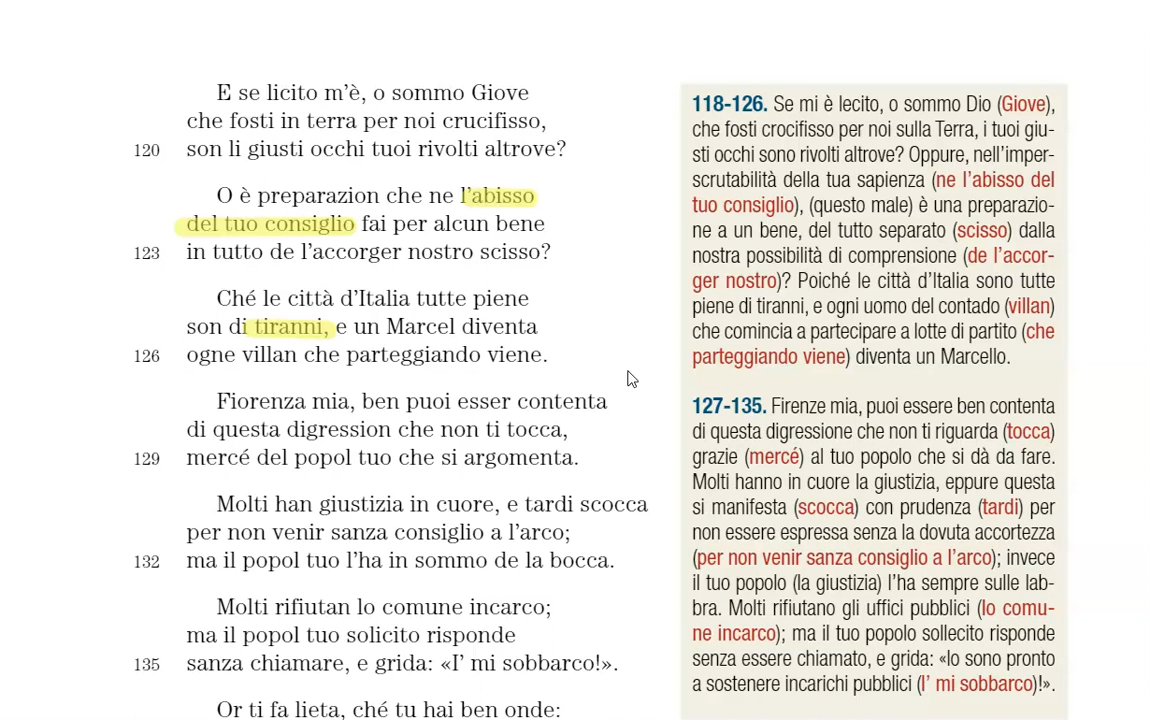 E se licito m'è, o sommo Giove
che fosti in terra per noi crucifisso,
120 son li giusti occhi tuoi rivolti altrove?
O è preparazion che ne l'abisso
del tuo consiglio fai per alcun bene
123 in tutto de l'accorger nostro scisso?
Ché le città d'Italia tutte piene
son di tiranni, e un Marcel diventa
126 ogne villan che parteggiando viene.
Fiorenza mia, ben puoi esser contenta
di questa digression che non ti tocca,
129 mercé del popol tuo che si argomenta.
Molti han giustizia in cuore, e tardi scocca
per non venir sanza consiglio a l'arco;
132 ma il popol tuo l'ha in sommo de la bocca.
Molti rifiutan lo comune incarco;
ma il popol tuo solicito risponde
135 sanza chiamare, e grida: «I' mi sobbarco!».
Or ti fa lieta, ché tu hai ben onde:
118-126. Se mi è lecito, o sommo Dio (Giove),
che fosti crocifisso per noi sulla Terra, i tuoi giu-
sti occhi sono rivolti altrove? Oppure, nell'imper-
scrutabilità della tua sapienza (ne l'abisso del
tuo consiglio), (questo male) è una preparazio-
ne a un bene, del tutto separato (scisso) dalla
nostra possibilità di comprensione (de l'accor-
ger nostro)? Poiché le città d'Italia sono tutte
piene di tiranni, e ogni uomo del contado (villan)
che comincia a partecipare a lotte di partito (che
parteggiando viene) diventa un Marcello.
127-135. Firenze mia, puoi essere ben contenta
di questa digressione che non ti riguarda (tocca)
grazie (mercé) al tuo popolo che si dà da fare.
Molti hanno in cuore la giustizia, eppure questa
si manifesta (scocca) con prudenza (tardi) per
non essere espressa senza la dovuta accortezza
(per non venir sanza consiglio a l'arco); invece
il tuo popolo (la giustizia) l'ha sempre sulle lab-
bra. Molti rifiutano gli uffici pubblici (lo comu-
ne incarco); ma il tuo popolo sollecito risponde
senza essere chiamato, e grida: «Io sono pronto
a sostenere incarichi pubblici (I' mi sobbarco)!».